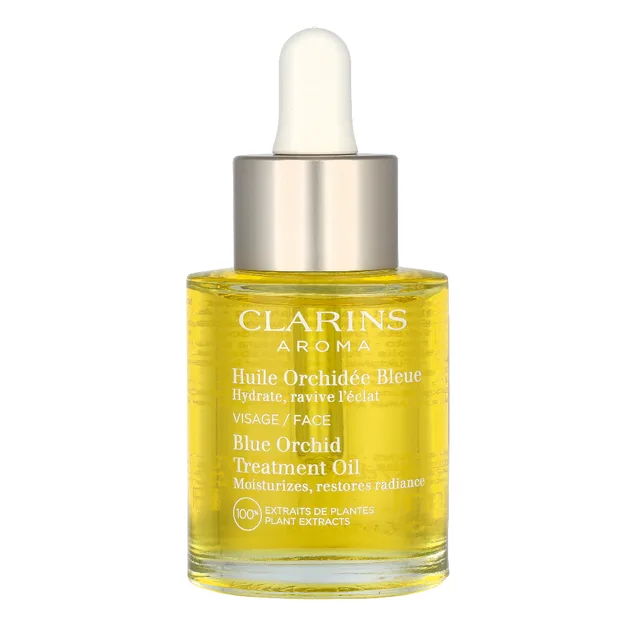 CLARINS
AROMA
Huile Orchidée Bleue
Hydrate, ravive l'éclat
VISAGE / FACE
Blue Orchid
Treatment Oil
Moisturizes, restores radiance
100%
EXTRAITS DE PLANTES
PLANT EXTRACTS